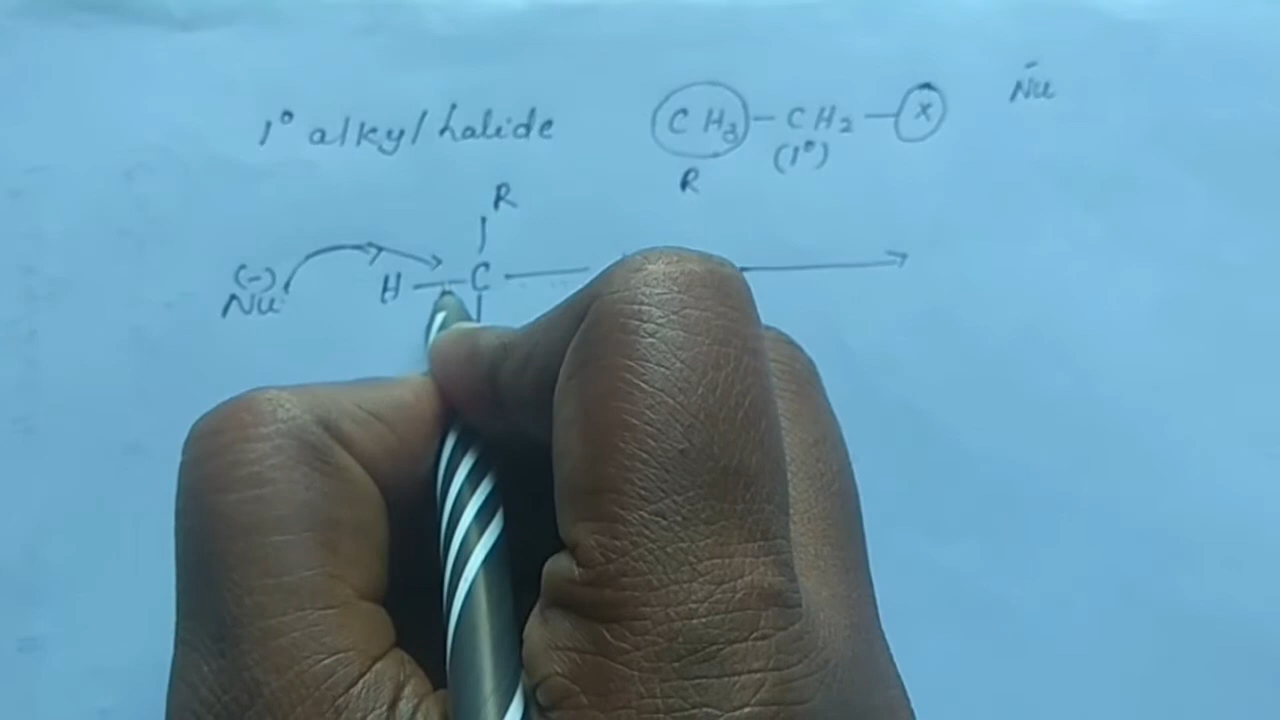 1° alkyl halide CH3 - CH2 - X Nu
(1°)
R
R
(-)
Nu: H - C